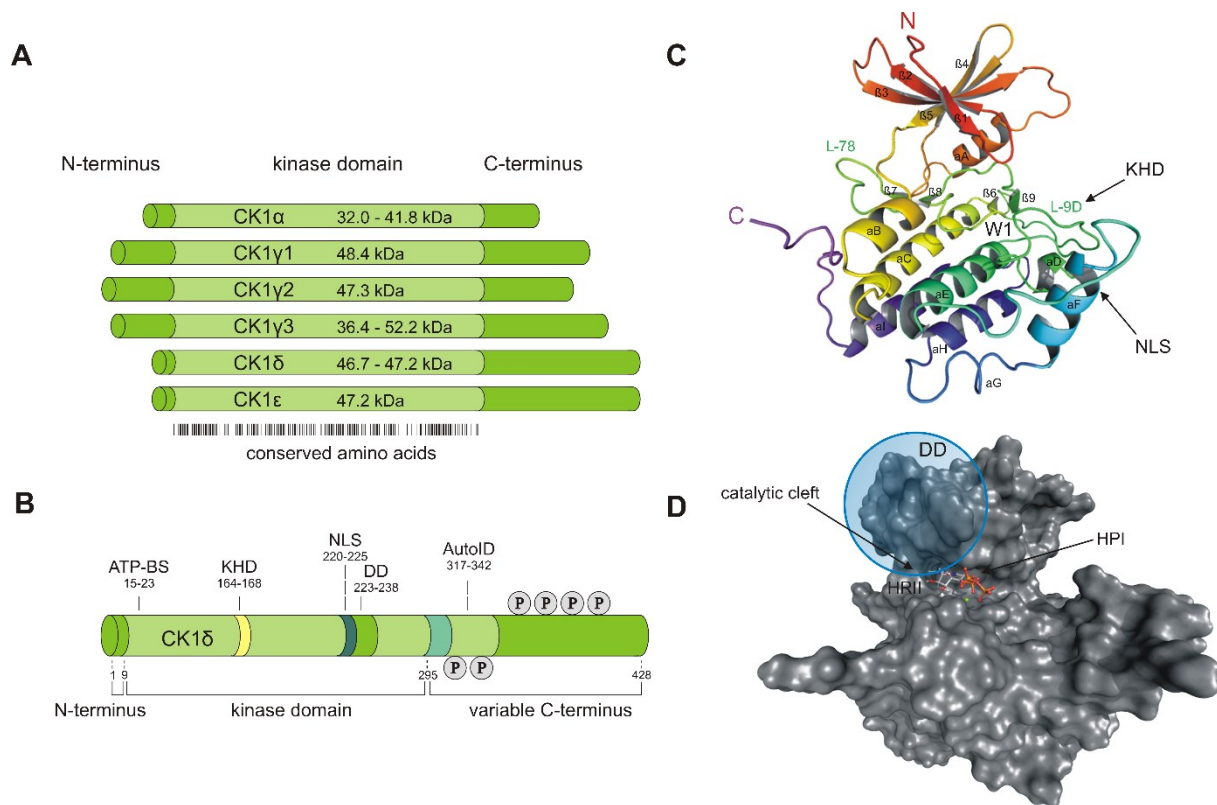 A
N-terminus kinase domain C-terminus
CK1α 32.0 - 41.8 kDa
CK1γ1 48.4 kDa
CK1γ2 47.3 kDa
CK1γ3 36.4 - 52.2 kDa
CK1δ 46.7 - 47.2 kDa
CK1ε 47.2 kDa
conserved amino acids
B
ATP-BS
15-23
KHD
164-168
NLS
220-225
DD
223-238
AutoID
317-342
P P P P
CK1δ
P P
1 9 295 428
N-terminus kinase domain variable C-terminus
C
N
ß4
ß2
ß3
ß5
ß1
L-78
aA
KHD
ß7
ß8
ß6
ß9
L-9D
C
W1
aB
aC
aD
aE
aF
aI
aH
NLS
aG
D
DD
catalytic cleft
HPI
HRII